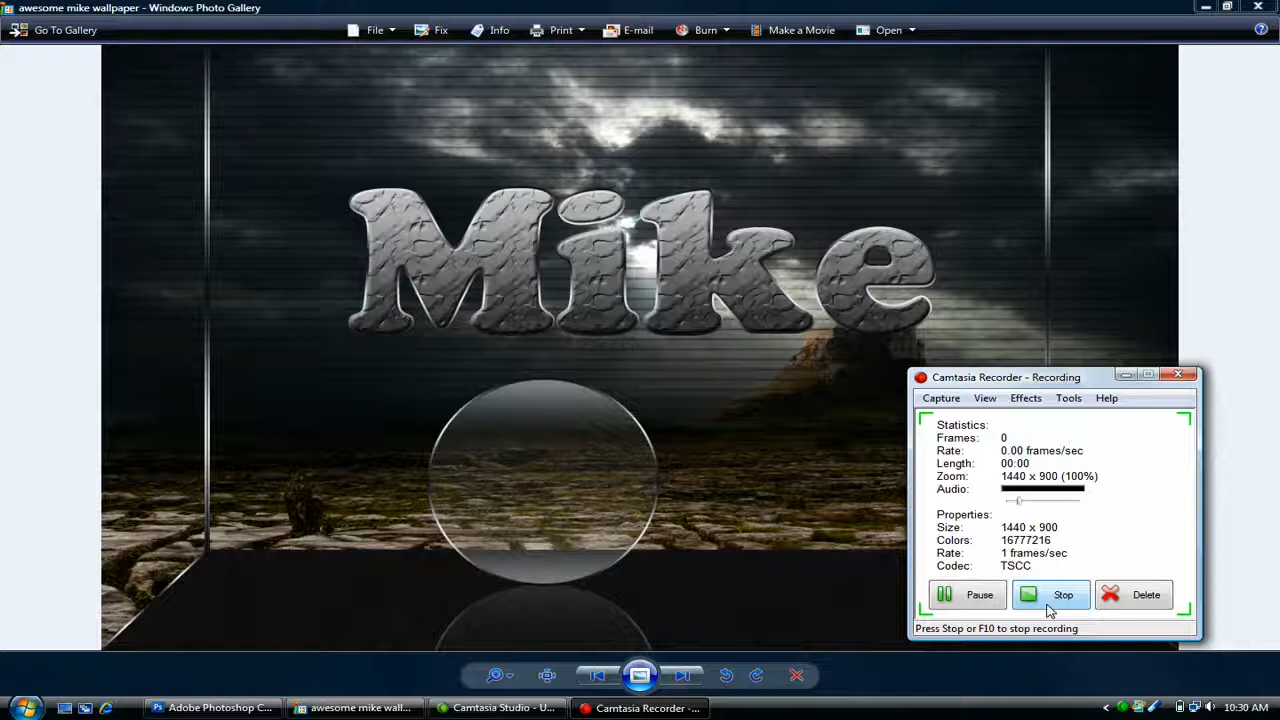 awesome mike wallpaper - Windows Photo Gallery
Go To Gallery File Fix Info Print E-mail Burn Make a Movie Open
Mike
Camtasia Recorder - Recording
Capture View Effects Tools Help
Statistics:
Frames: 0
Rate: 0.00 frames/sec
Length: 00:00
Zoom: 1440 x 900 (100%)
Audio:
Properties:
Size: 1440 x 900
Colors: 16777216
Rate: 1 frames/sec
Codec: TSCC
Pause Stop Delete
Press Stop or F10 to stop recording
Adobe Photoshop C... awesome mike wall... Camtasia Studio - U... Camtasia Recorder -... 10:30 AM